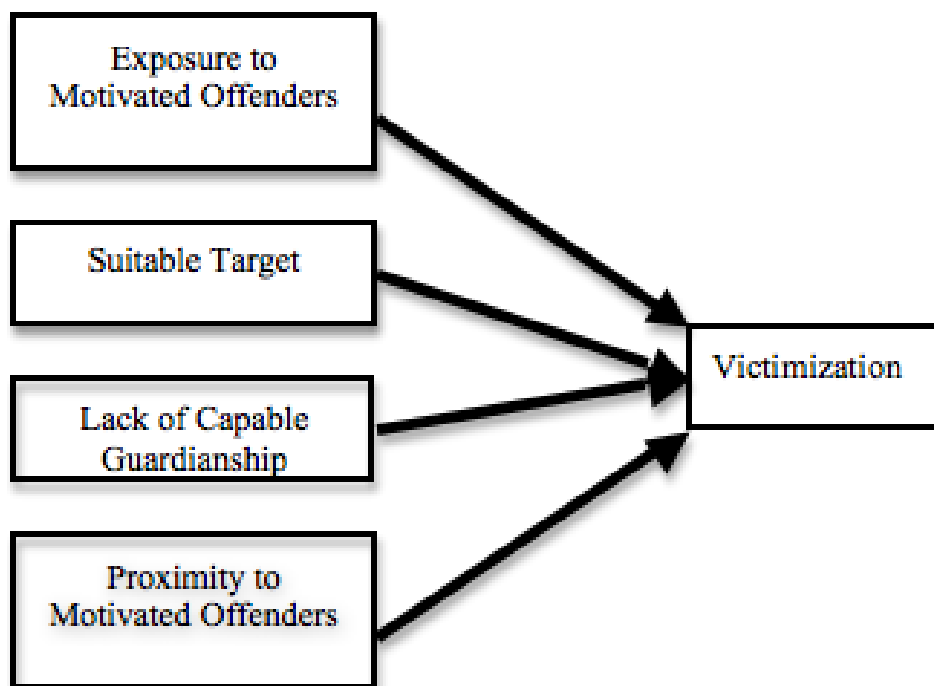 Exposure to
Motivated Offenders
Suitable Target
Lack of Capable
Guardianship
Proximity to
Motivated Offenders
Victimization